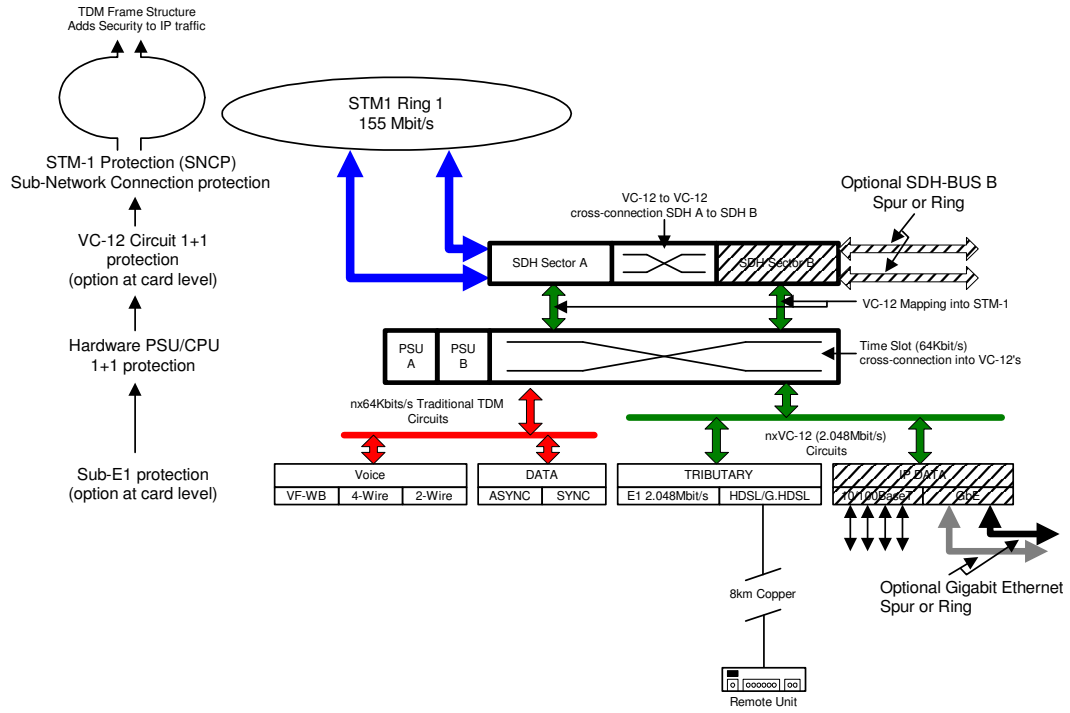 TDM Frame Structure
Adds Security to IP traffic
STM1 Ring 1
155 Mbit/s
STM-1 Protection (SNCP)
Sub-Network Connection protection
VC-12 to VC-12
cross-connection SDH A to SDH B
Optional SDH-BUS B
Spur or Ring
VC-12 Circuit 1+1
protection
(option at card level)
SDH Sector A
SDH Sector B
VC-12 Mapping into STM-1
Hardware PSU/CPU
1+1 protection
PSU
A
PSU
B
Time Slot (64Kbit/s)
cross-connection into VC-12's
nx64Kbits/s Traditional TDM
Circuits
nxVC-12 (2.048Mbit/s)
Circuits
Sub-E1 protection
(option at card level)
Voice
VF-WB
4-Wire
2-Wire
DATA
ASYNC
SYNC
TRIBUTARY
E1 2.048Mbit/s
HDSL/G.HDSL
IP DATA
10/100BaseT
GbE
Optional Gigabit Ethernet
Spur or Ring
8km Copper
Remote Unit